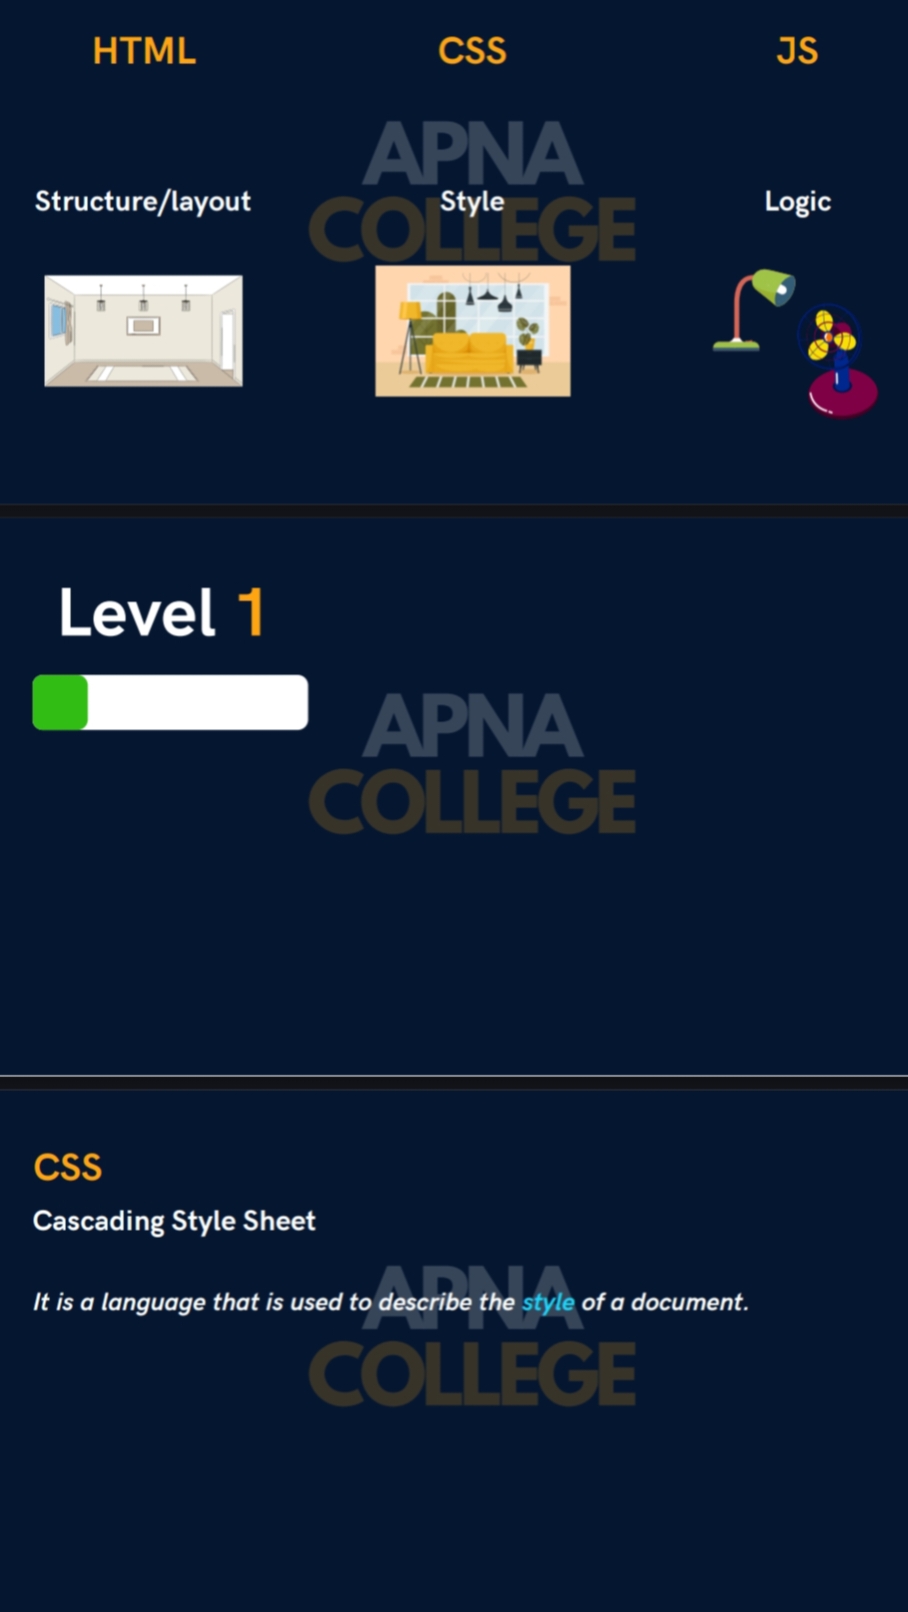 HTML CSS JS
APNA
COLLEGE
Structure/layout Style Logic
Level 1
APNA
COLLEGE
CSS
Cascading Style Sheet
It is a language that is used to describe the style of a document.
APNA
COLLEGE